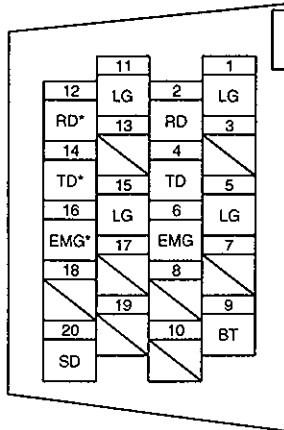 11 1
12 LG 2 LG
RD* 13 RD 3
14 4
TD* 15 TD 5
16 LG 6 LG
EMG* 17 EMG 7
18 8
19 9
20 10 BT
SD